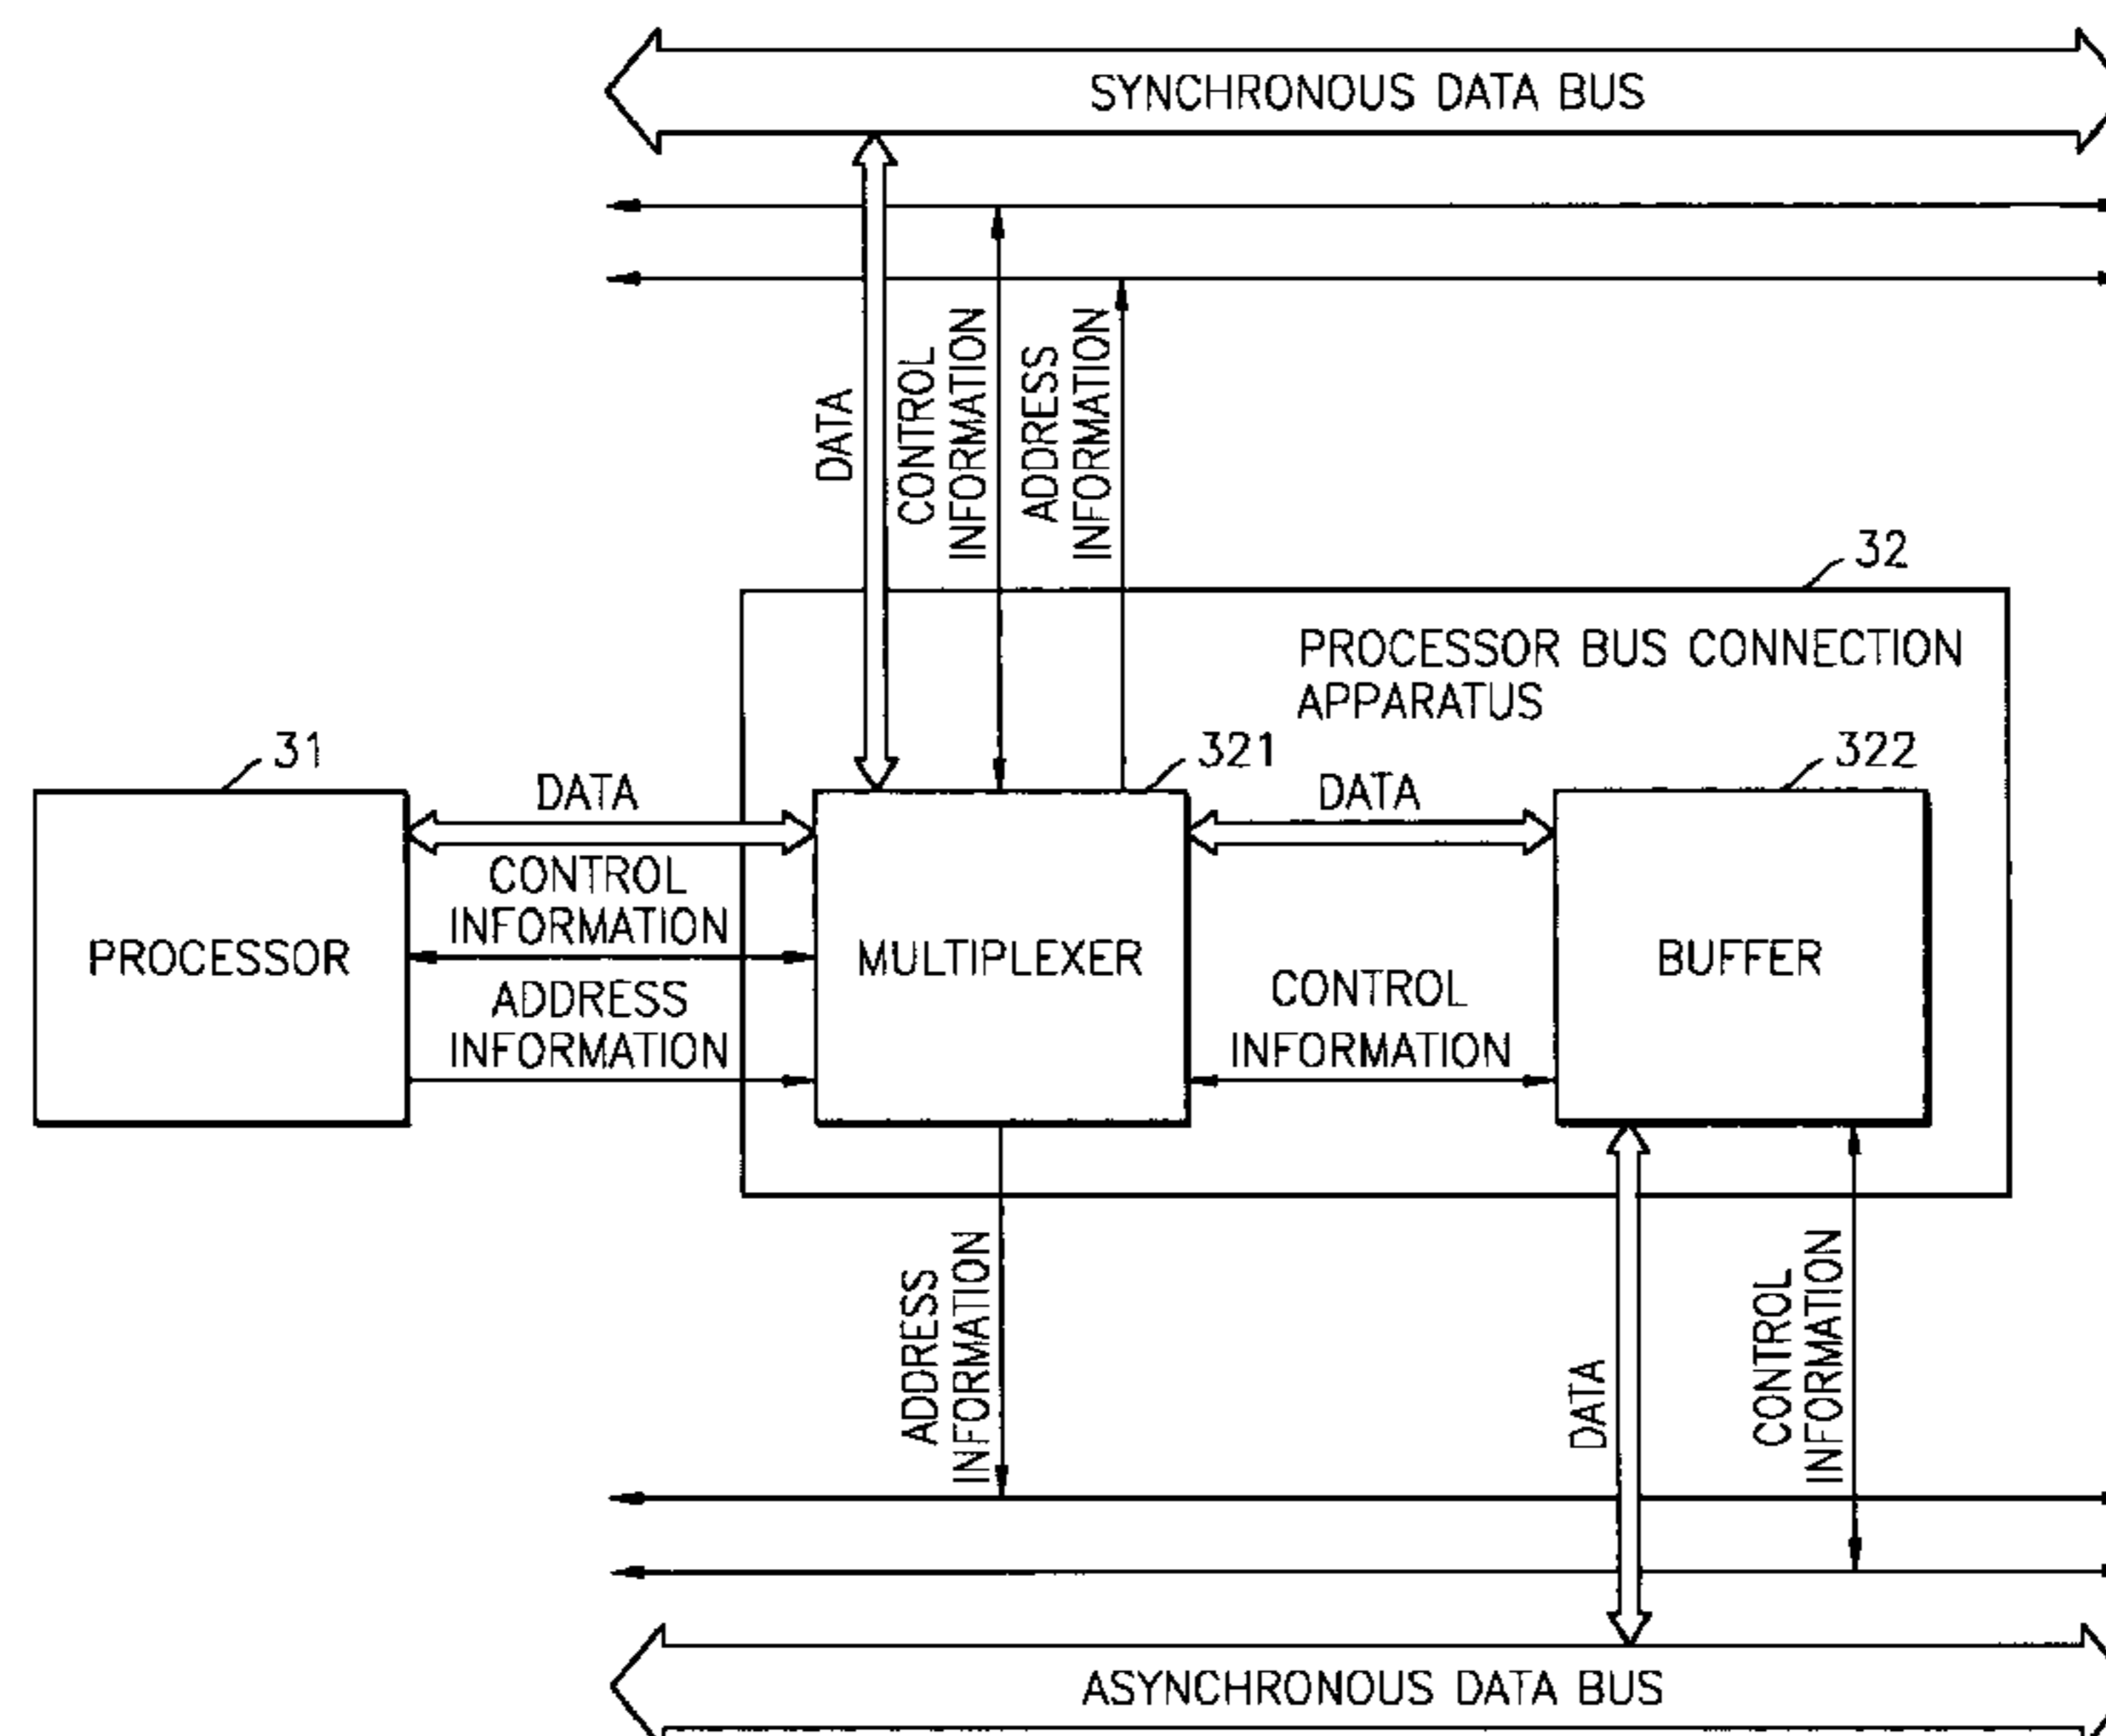 SYNCHRONOUS DATA BUS
DATA
CONTROL
INFORMATION
ADDRESS
INFORMATION
32
PROCESSOR BUS CONNECTION
APPARATUS
31
321
322
DATA
DATA
CONTROL
INFORMATION
PROCESSOR
MULTIPLEXER
BUFFER
ADDRESS
INFORMATION
CONTROL
INFORMATION
ADDRESS
INFORMATION
DATA
CONTROL
INFORMATION
ASYNCHRONOUS DATA BUS